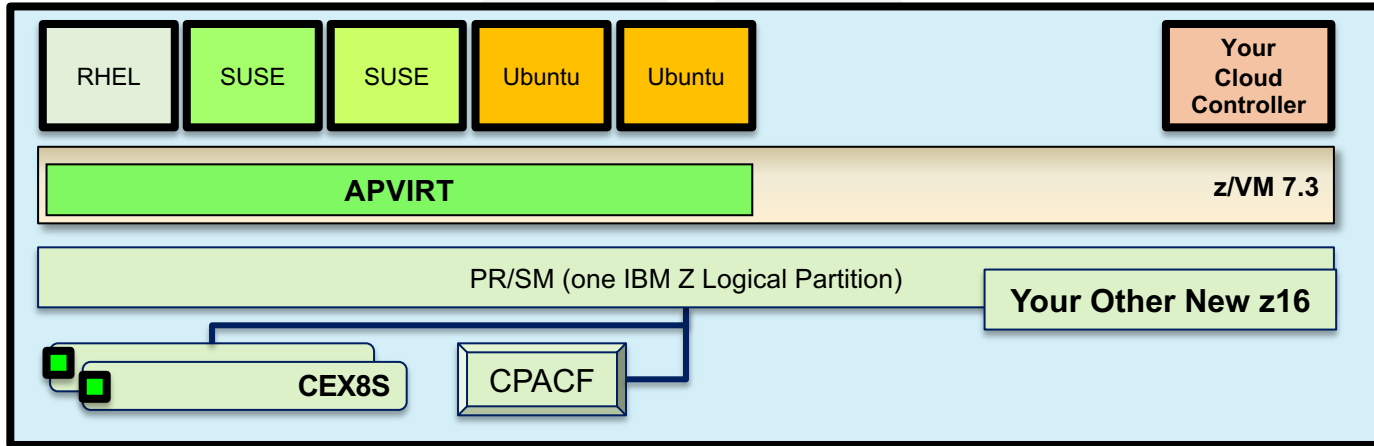 RHEL
SUSE
SUSE
Ubuntu
Ubuntu
Your
Cloud
Controller
APVIRT
z/VM 7.3
PR/SM (one IBM Z Logical Partition)
Your Other New z16
CEX8S
CPACF